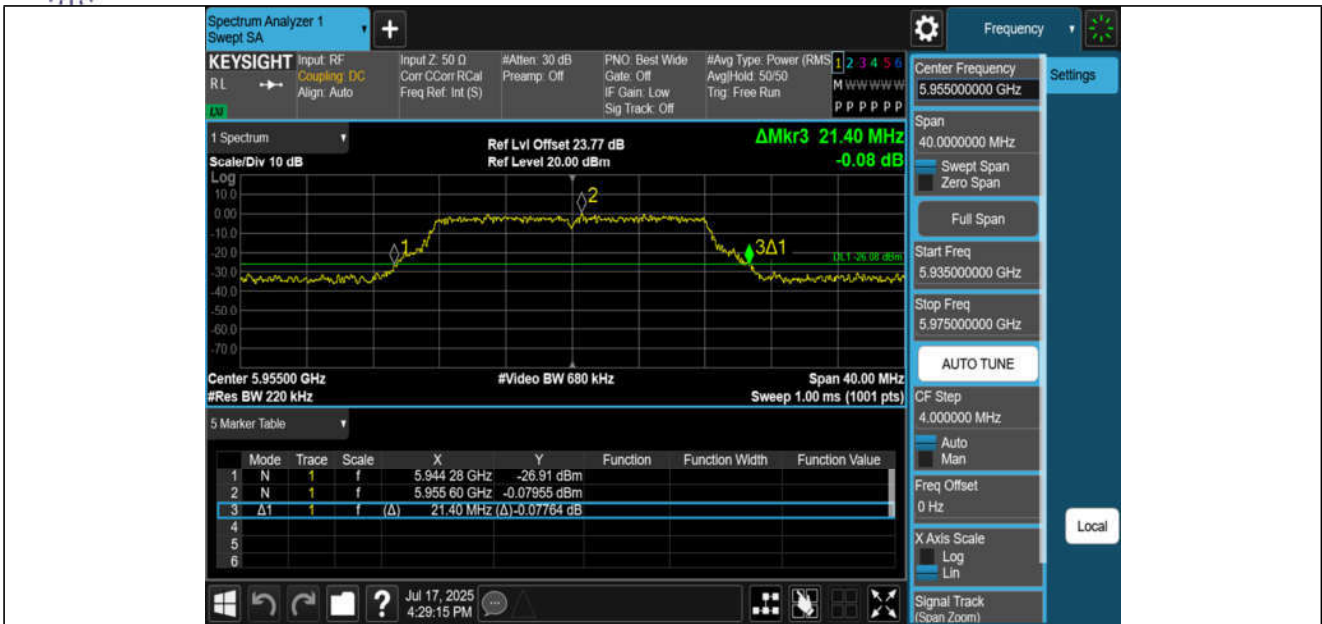 Spectrum Analyzer 1
Swept SA
+
Frequency
KEYSIGHT
RL
LXI
Input: RF
Coupling: DC
Align: Auto
Input Z: 50 Ω
Corr CCorr RCal
Freq Ref: Int (S)
#Atten: 30 dB
Preamp: Off
PNO: Best Wide
Gate: Off
IF Gain: Low
Sig Track: Off
#Avg Type: Power (RMS
Avg|Hold: 50/50
Trig: Free Run
1 2 3 4 5 6
M W W W W W
P P P P P P
1 Spectrum
Scale/Div 10 dB
Ref Lvl Offset 23.77 dB
Ref Level 20.00 dBm
ΔMkr3 21.40 MHz
-0.08 dB
Log
10.0
0.00
-10.0
-20.0
-30.0
-40.0
-50.0
-60.0
-70.0
1
2
3Δ1
DL1 -26.08 dBm
Center 5.95500 GHz
#Video BW 680 kHz
Span 40.00 MHz
#Res BW 220 kHz
Sweep 1.00 ms (1001 pts)
5 Marker Table
Mode Trace Scale X Y Function Function Width Function Value
1 N 1 f 5.944 28 GHz -26.91 dBm
2 N 1 f 5.955 60 GHz -0.07955 dBm
3 Δ1 1 f (Δ) 21.40 MHz (Δ)-0.07764 dB
4
5
6
Center Frequency
5.955000000 GHz
Settings
Span
40.0000000 MHz
Swept Span
Zero Span
Full Span
Start Freq
5.935000000 GHz
Stop Freq
5.975000000 GHz
AUTO TUNE
CF Step
4.000000 MHz
Auto
Man
Freq Offset
0 Hz
X Axis Scale
Log
Lin
Local
Signal Track
(Span Zoom)
?
Jul 17, 2025
4:29:15 PM